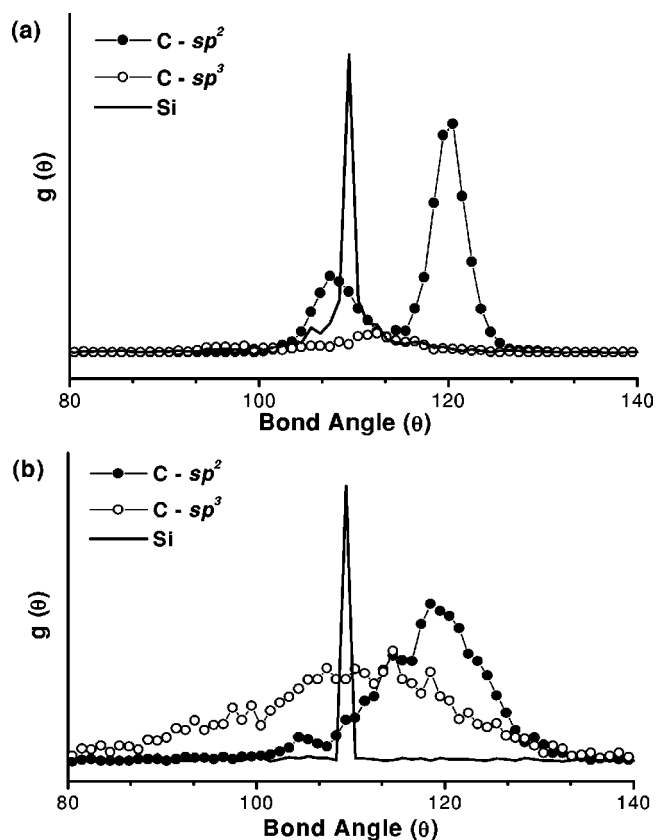 (a)
C - sp²
C - sp³
Si
g (θ)
80 100 120 140
Bond Angle (θ)
(b)
C - sp²
C - sp³
Si
g (θ)
80 100 120 140
Bond Angle (θ)